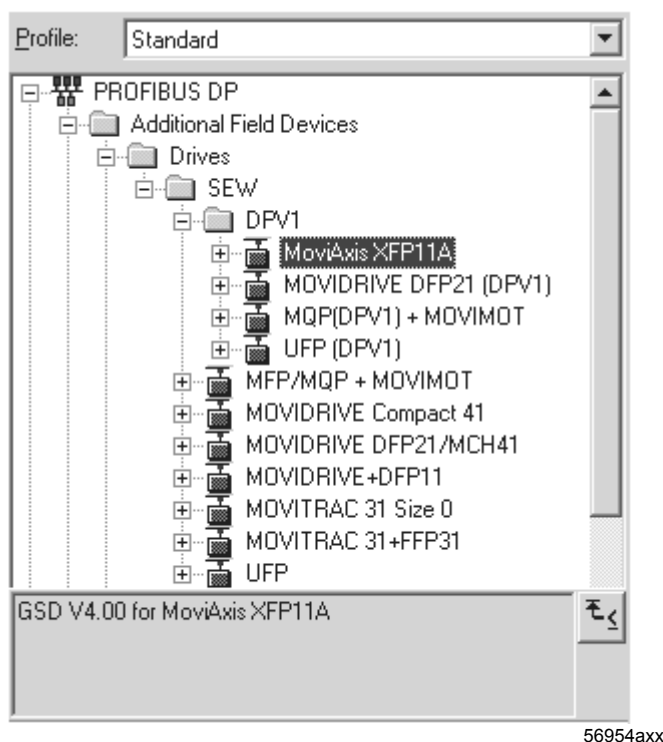 Profile: Standard
PROFIBUS DP
Additional Field Devices
Drives
SEW
DPV1
MoviAxis XFP11A
MOVIDRIVE DFP21 (DPV1)
MQP(DPV1) + MOVIMOT
UFP (DPV1)
MFP/MQP + MOVIMOT
MOVIDRIVE Compact 41
MOVIDRIVE DFP21/MCH41
MOVIDRIVE+DFP11
MOVITRAC 31 Size 0
MOVITRAC 31+FFP31
UFP
GSD V4.00 for MoviAxis XFP11A
56954axx